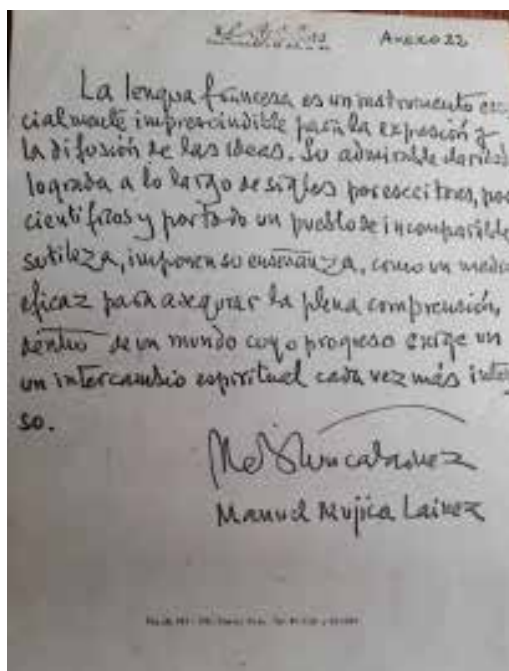 Anexo 22
La lengua francesa es un instrumento esen
cialmente imprescindible para la expresión y
la difusión de las ideas. Su admirable claridad
lograda a lo largo de siglos por escritores, por
científicos y por todo un pueblo de incomparable
sutileza, imponen su enseñanza, como un medio
eficaz para asegurar la plena comprensión,
dentro de un mundo cuyo progreso exige un
un intercambio espiritual cada vez más inten
so.
Manuel Mujica Lainez